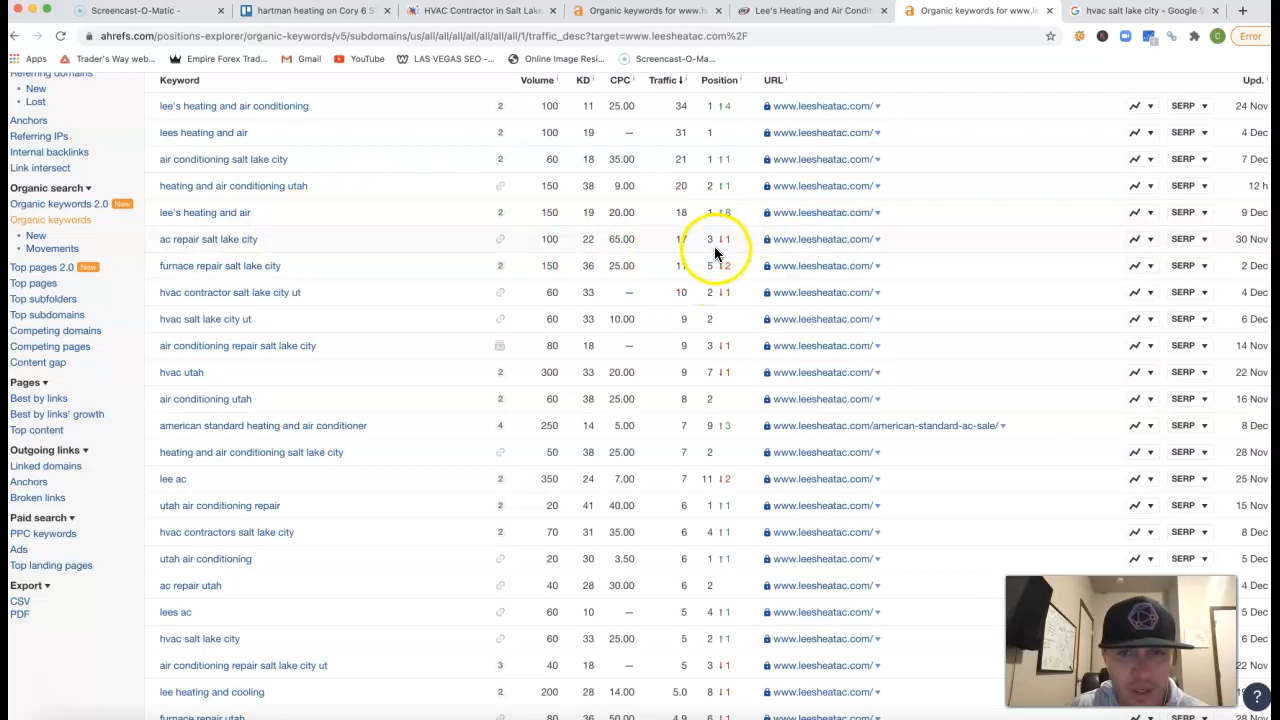 Screencast-O-Matic -
hartman heating on Cory 6 S
HVAC Contractor in Salt Lake
Organic keywords for www.h
Lee's Heating and Air Condit
Organic keywords for www.le
hvac salt lake city - Google S
ahrefs.com/positions-explorer/organic-keywords/v5/subdomains/us/all/all/all/all/all/all/all/1/traffic_desc?target=www.leesheatac.com%2F
C Error
Apps Trader's Way web... Empire Forex Trad... Gmail YouTube LAS VEGAS SEO -... Online Image Resi... Screencast-O-Ma...
Referring domains
New
Lost
Anchors
Referring IPs
Internal backlinks
Link intersect
Organic search
Organic keywords 2.0 New
Organic keywords
New
Movements
Top pages 2.0 New
Top pages
Top subfolders
Top subdomains
Competing domains
Competing pages
Content gap
Pages
Best by links
Best by links' growth
Top content
Outgoing links
Linked domains
Anchors
Broken links
Paid search
PPC keywords
Ads
Top landing pages
Export
CSV
PDF
Keyword Volume KD CPC Traffic Position URL Upd.
lee's heating and air conditioning 2 100 11 25.00 34 1 ↑4 www.leesheatac.com/ SERP 24 Nov
lees heating and air 2 100 19 — 31 1 www.leesheatac.com/ SERP 4 Dec
air conditioning salt lake city 2 60 18 35.00 21 1 ↑1 www.leesheatac.com/ SERP 7 Dec
heating and air conditioning utah 150 38 9.00 20 2 ↑1 www.leesheatac.com/ SERP 12 h
lee's heating and air 2 150 19 20.00 18 1 ↑8 www.leesheatac.com/ SERP 9 Dec
ac repair salt lake city 100 22 65.00 17 3 ↓1 www.leesheatac.com/ SERP 30 Nov
furnace repair salt lake city 2 150 36 25.00 11 5 ↓2 www.leesheatac.com/ SERP 2 Dec
hvac contractor salt lake city ut 60 33 — 10 2 ↓1 www.leesheatac.com/ SERP 4 Dec
hvac salt lake city ut 60 33 10.00 9 2 www.leesheatac.com/ SERP 6 Dec
air conditioning repair salt lake city 80 18 — 9 3 ↓1 www.leesheatac.com/ SERP 14 Nov
hvac utah 2 300 33 20.00 9 7 ↓1 www.leesheatac.com/ SERP 22 Nov
air conditioning utah 60 38 25.00 8 2 www.leesheatac.com/ SERP 16 Nov
american standard heating and air conditioner 4 250 14 5.00 7 9 ↑3 www.leesheatac.com/american-standard-ac-sale/ SERP 8 Dec
heating and air conditioning salt lake city 50 38 25.00 7 2 www.leesheatac.com/ SERP 28 Nov
lee ac 2 350 24 7.00 7 11 ↓2 www.leesheatac.com/ SERP 25 Nov
utah air conditioning repair 2 20 41 40.00 6 1 ↑1 www.leesheatac.com/ SERP 15 Nov
hvac contractors salt lake city 2 70 31 35.00 6 4 ↑1 www.leesheatac.com/ SERP 8 Dec
utah air conditioning 20 30 3.50 6 1 ↑1 www.leesheatac.com/ SERP 5 Dec
ac repair utah 40 28 30.00 6 2 www.leesheatac.com/ 4 Dec
lees ac 60 10 — 5 4 ↑1 www.leesheatac.com/ 5 Dec
hvac salt lake city 60 33 25.00 5 2 ↑1 www.leesheatac.com/ 6 Dec
air conditioning repair salt lake city ut 3 40 18 — 5 3 ↓1 www.leesheatac.com/ 22 Nov
lee heating and cooling 2 200 28 14.00 5.0 8 ↓1 www.leesheatac.com/
furnace repair utah 80 36 50.00 4.9 6 ↓1 www.leesheatac.com/
?